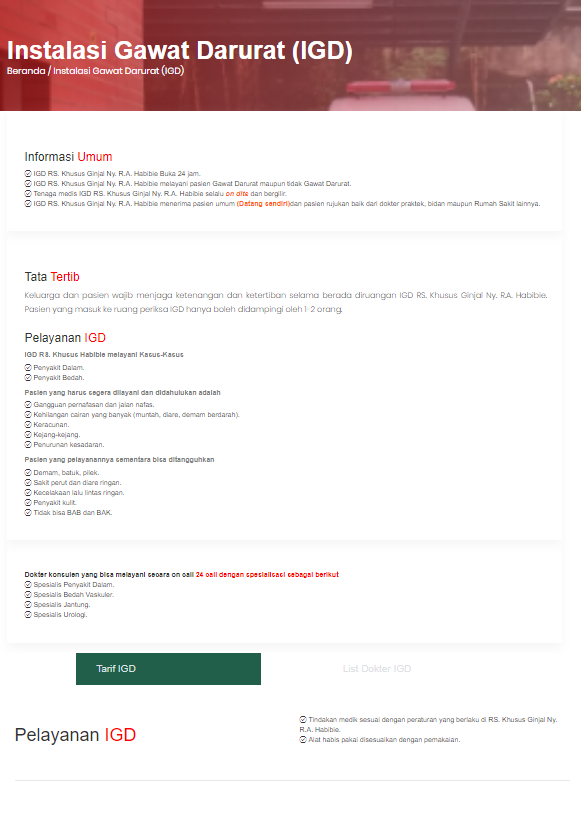 Instalasi Gawat Darurat (IGD)
Beranda / Instalasi Gawat Darurat (IGD)
Informasi Umum
IGD RS. Khusus Ginjal Ny. R.A. Habibie Buka 24 jam.
IGD RS. Khusus Ginjal Ny, R.A. Habibie melayani pasien Gawat Darurat maupun tidak Gawat Darurat.
Tenaga medis IGD RS. Khusus Ginjal Ny. R.A. Habibie selalu on dite dan bergilir.
IGD RS. Khusus Ginjal Ny. R.A. Habibie menerima pasien umum (Datang sendiri)dan pasien rujukan baik dari dokter praktek, bidan maupun Rumah Sakit lainnya.
Tata Tertib
Keluarga dan pasien wajib menjaga ketenangan dan ketertiban selama berada diruangan IGD RS. Khusus Ginjal Ny. R.A. Habibie.
Pasien yang masuk ke ruang periksa IGD hanya boleh didampingi oleh 1-2 orang.
Pelayanan IGD
IGD RS. Khusus Habibie melayani Kasus-Kasus
Penyakit Dalam.
Penyakit Bedah.
Pasien yang harus segera dilayani dan didahulukan adalah
Gangguan pernafasan dan jalan nafas.
Kehilangan cairan yang banyak (muntah, diare, demam berdarah).
Keracunan.
Kejang-kejang.
Penurunan kesadaran.
Pasien yang pelayanannya sementara bisa ditangguhkan
Demam, batuk, pilek.
Sakit perut dan diare ringan.
Kecelakaan lalu lintas ringan.
Penyakit kulit.
Tidak bisa BAB dan BAK.
Dokter konsulen yang bisa melayani secara on call 24 call dengan spesialisasi sebagai berikut
Spesialis Penyakit Dalam.
Spesialis Bedah Vaskuler.
Spesialis Jantung.
Spesialis Urologi.
Tarif IGD
List Dokter IGD
Pelayanan IGD
Tindakan medik sesuai dengan peraturan yang berlaku di RS. Khusus Ginjal Ny.
R.A. Habibie.
Alat habis pakai disesuaikan dengan pemakaian.